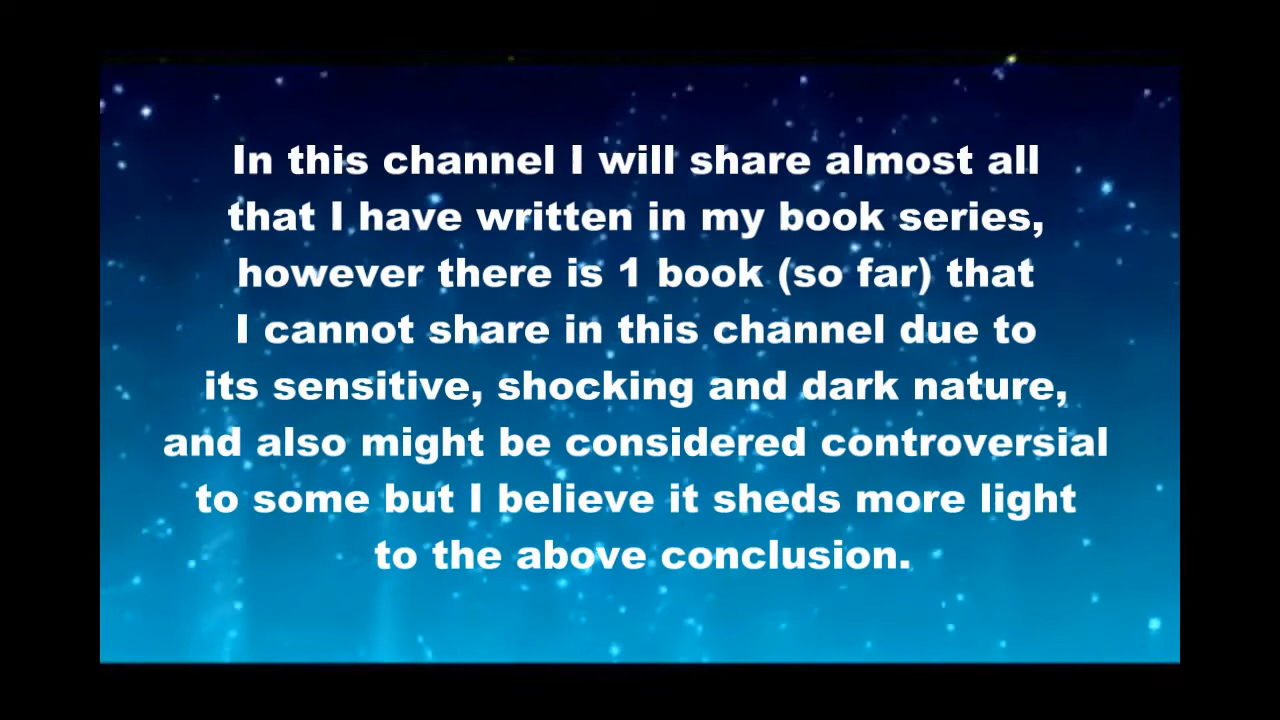 In this channel I will share almost all
that I have written in my book series,
however there is 1 book (so far) that
I cannot share in this channel due to
its sensitive, shocking and dark nature,
and also might be considered controversial
to some but I believe it sheds more light
to the above conclusion.